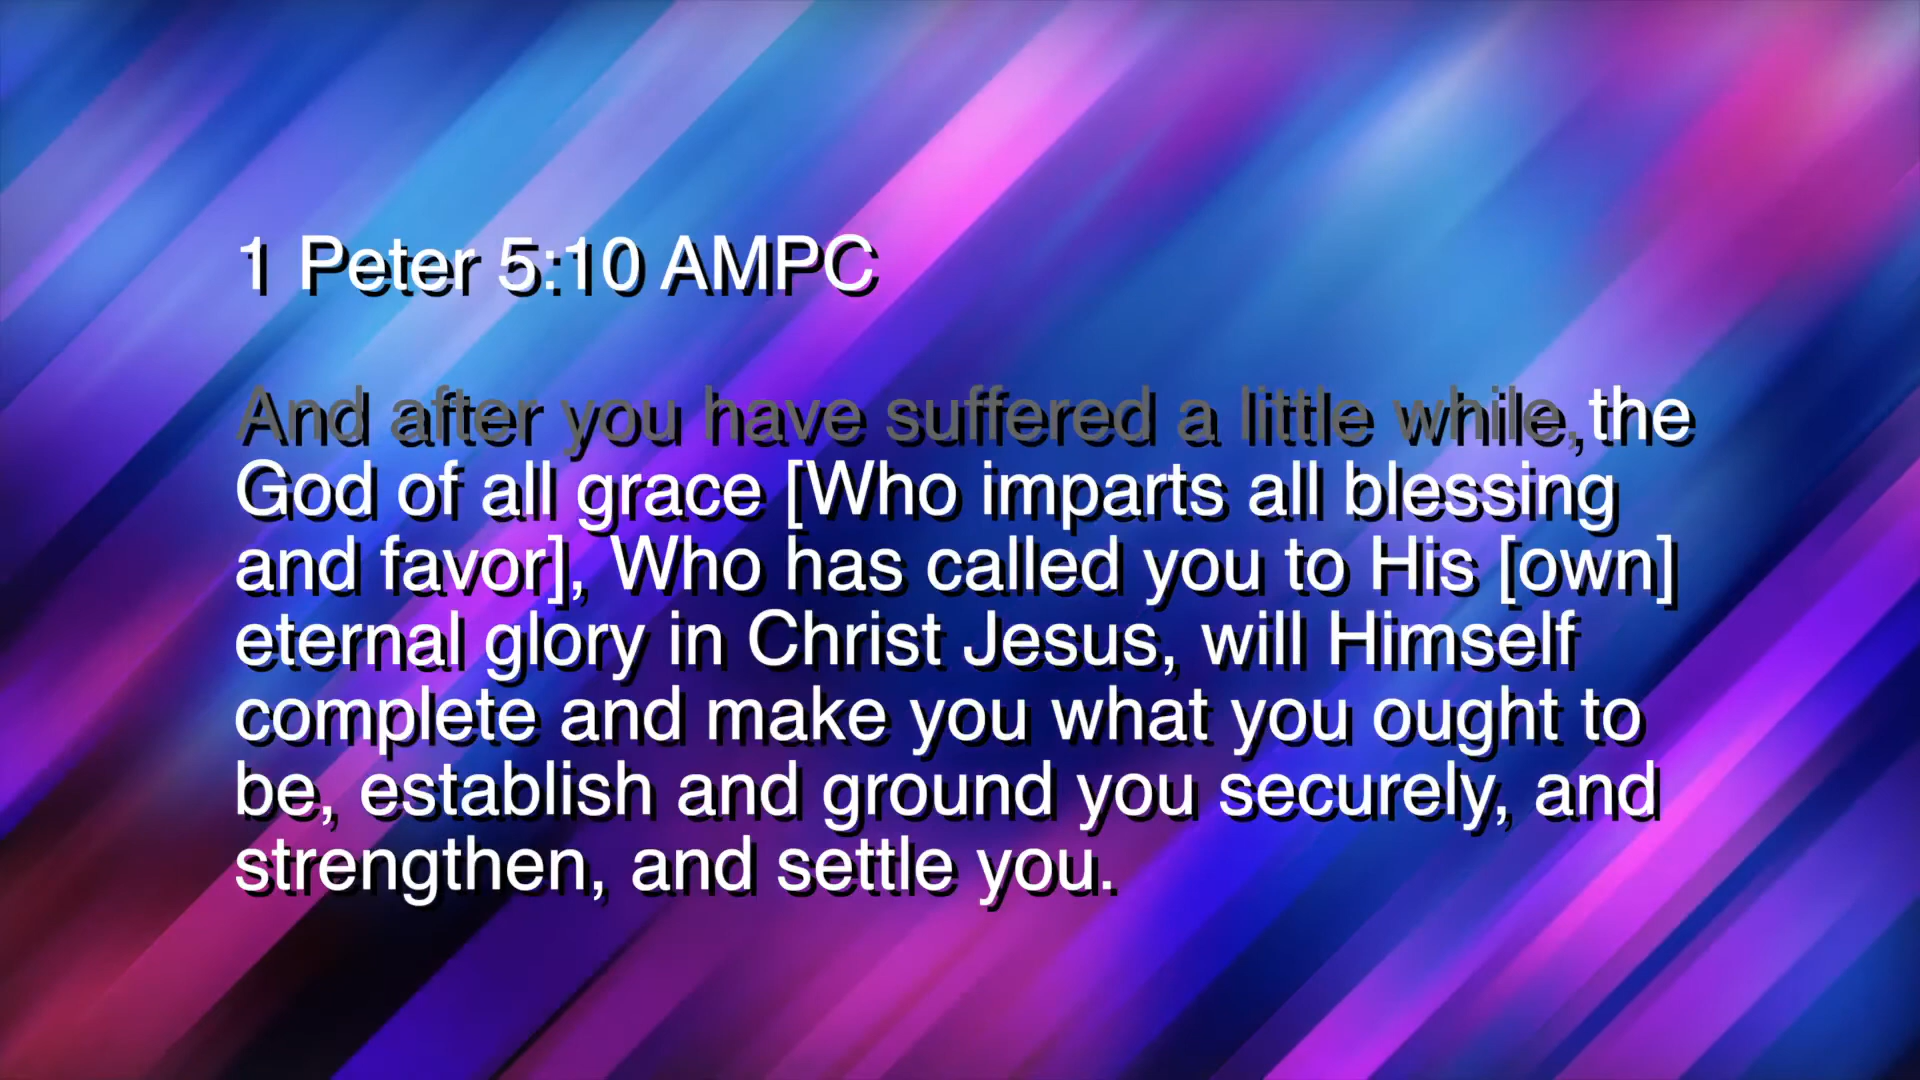 1 Peter 5:10 AMPC
And after you have suffered a little while, the
God of all grace [Who imparts all blessing
and favor], Who has called you to His [own]
eternal glory in Christ Jesus, will Himself
complete and make you what you ought to
be, establish and ground you securely, and
strengthen, and settle you.